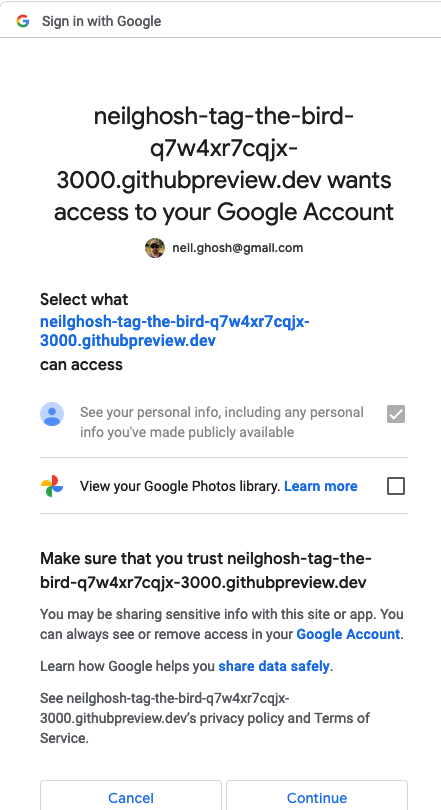 Sign in with Google
neilghosh-tag-the-bird-
q7w4xr7cqjx-
3000.githubpreview.dev wants
access to your Google Account
neil.ghosh@gmail.com
Select what
neilghosh-tag-the-bird-q7w4xr7cqjx-
3000.githubpreview.dev
can access
See your personal info, including any personal
info you've made publicly available
View your Google Photos library. Learn more
Make sure that you trust neilghosh-tag-the-
bird-q7w4xr7cqjx-3000.githubpreview.dev
You may be sharing sensitive info with this site or app. You
can always see or remove access in your Google Account.
Learn how Google helps you share data safely.
See neilghosh-tag-the-bird-q7w4xr7cqjx-
3000.githubpreview.dev's privacy policy and Terms of
Service.
Cancel
Continue